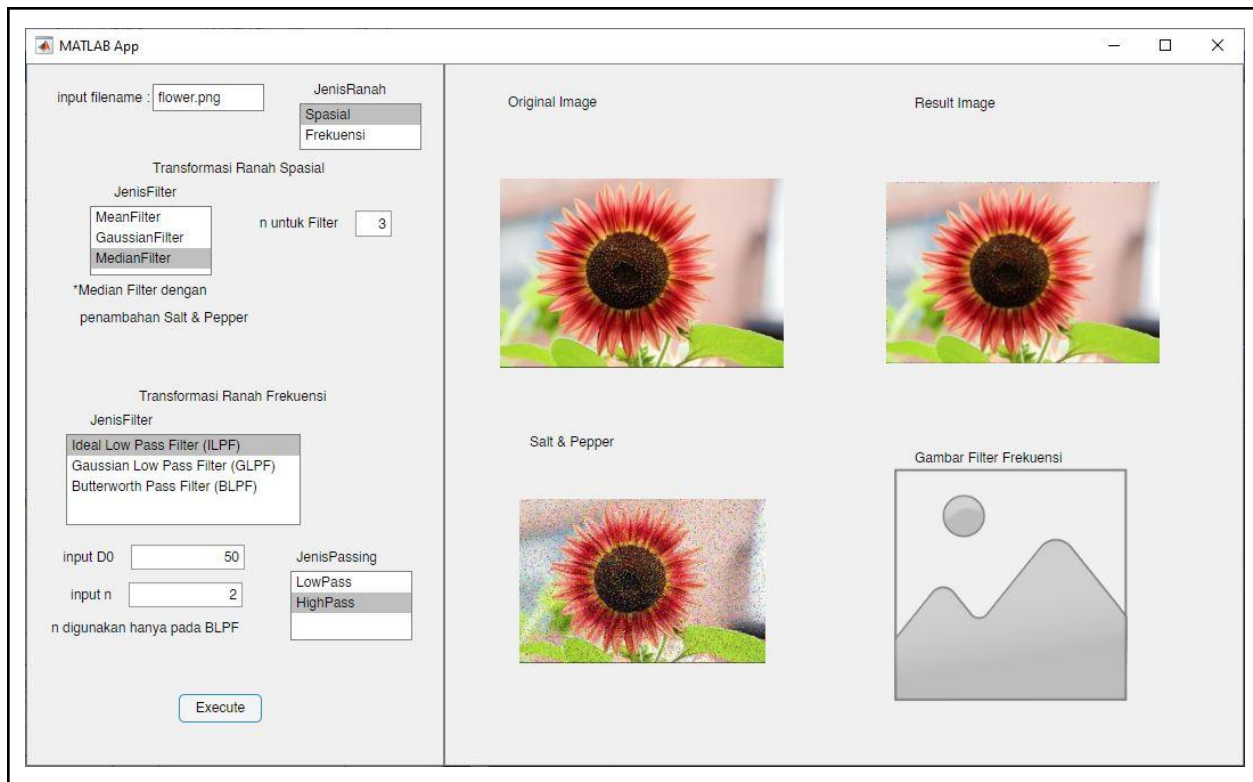 MATLAB App
input filename : flower.png
JenisRanah
Spasial
Frekuensi
Transformasi Ranah Spasial
JenisFilter
MeanFilter
GaussianFilter
MedianFilter
n untuk Filter 3
*Median Filter dengan
penambahan Salt & Pepper
Transformasi Ranah Frekuensi
JenisFilter
Ideal Low Pass Filter (ILPF)
Gaussian Low Pass Filter (GLPF)
Butterworth Pass Filter (BLPF)
input D0 50
input n 2
n digunakan hanya pada BLPF
JenisPassing
LowPass
HighPass
Execute
Original Image
Result Image
Salt & Pepper
Gambar Filter Frekuensi